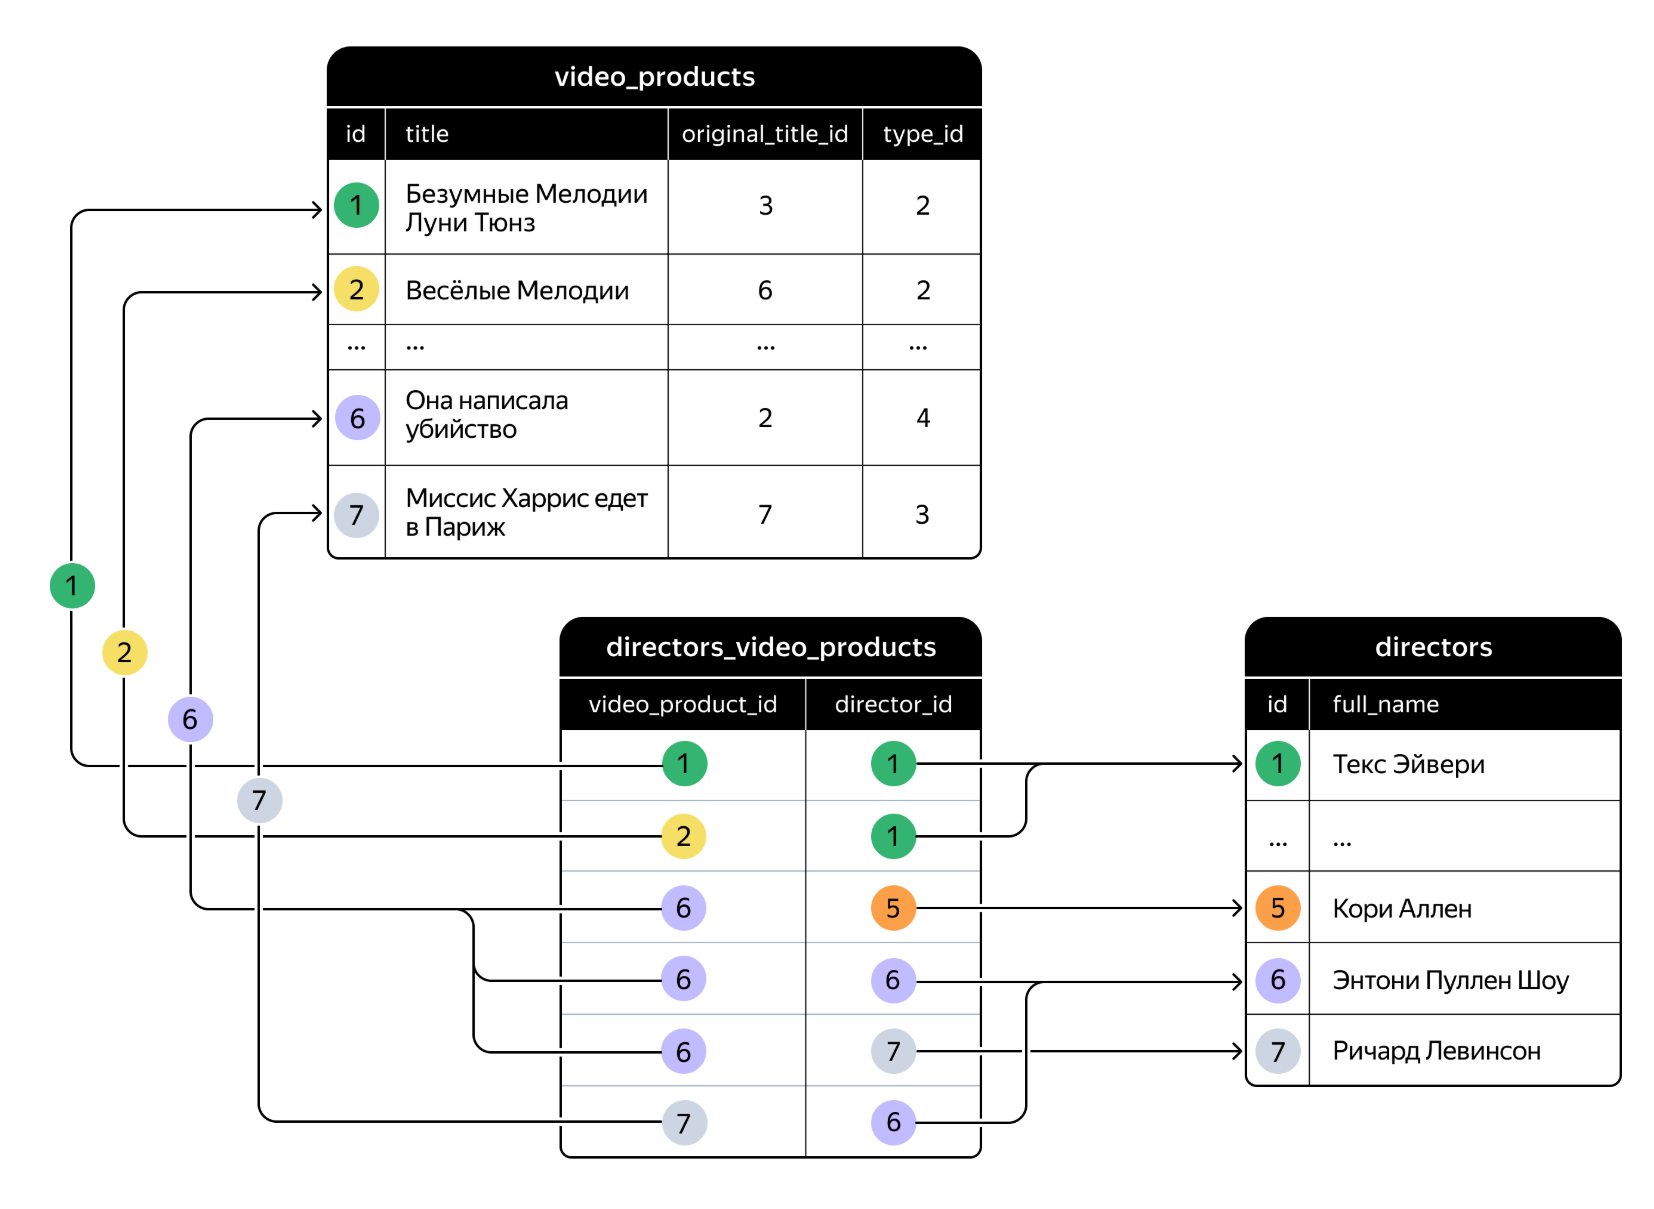 video_products
id title original_title_id type_id
1 Безумные Мелодии 3 2
Луни Тюнз
2 Весёлые Мелодии 6 2
... ... ... ...
6 Она написала 2 4
убийство
7 Миссис Харрис едет 7 3
в Париж
1
2
6
7
directors_video_products
video_product_id director_id
1 1
2 1
6 5
6 6
6 7
7 6
directors
id full_name
1 Текс Эйвери
... ...
5 Кори Аллен
6 Энтони Пуллен Шоу
7 Ричард Левинсон